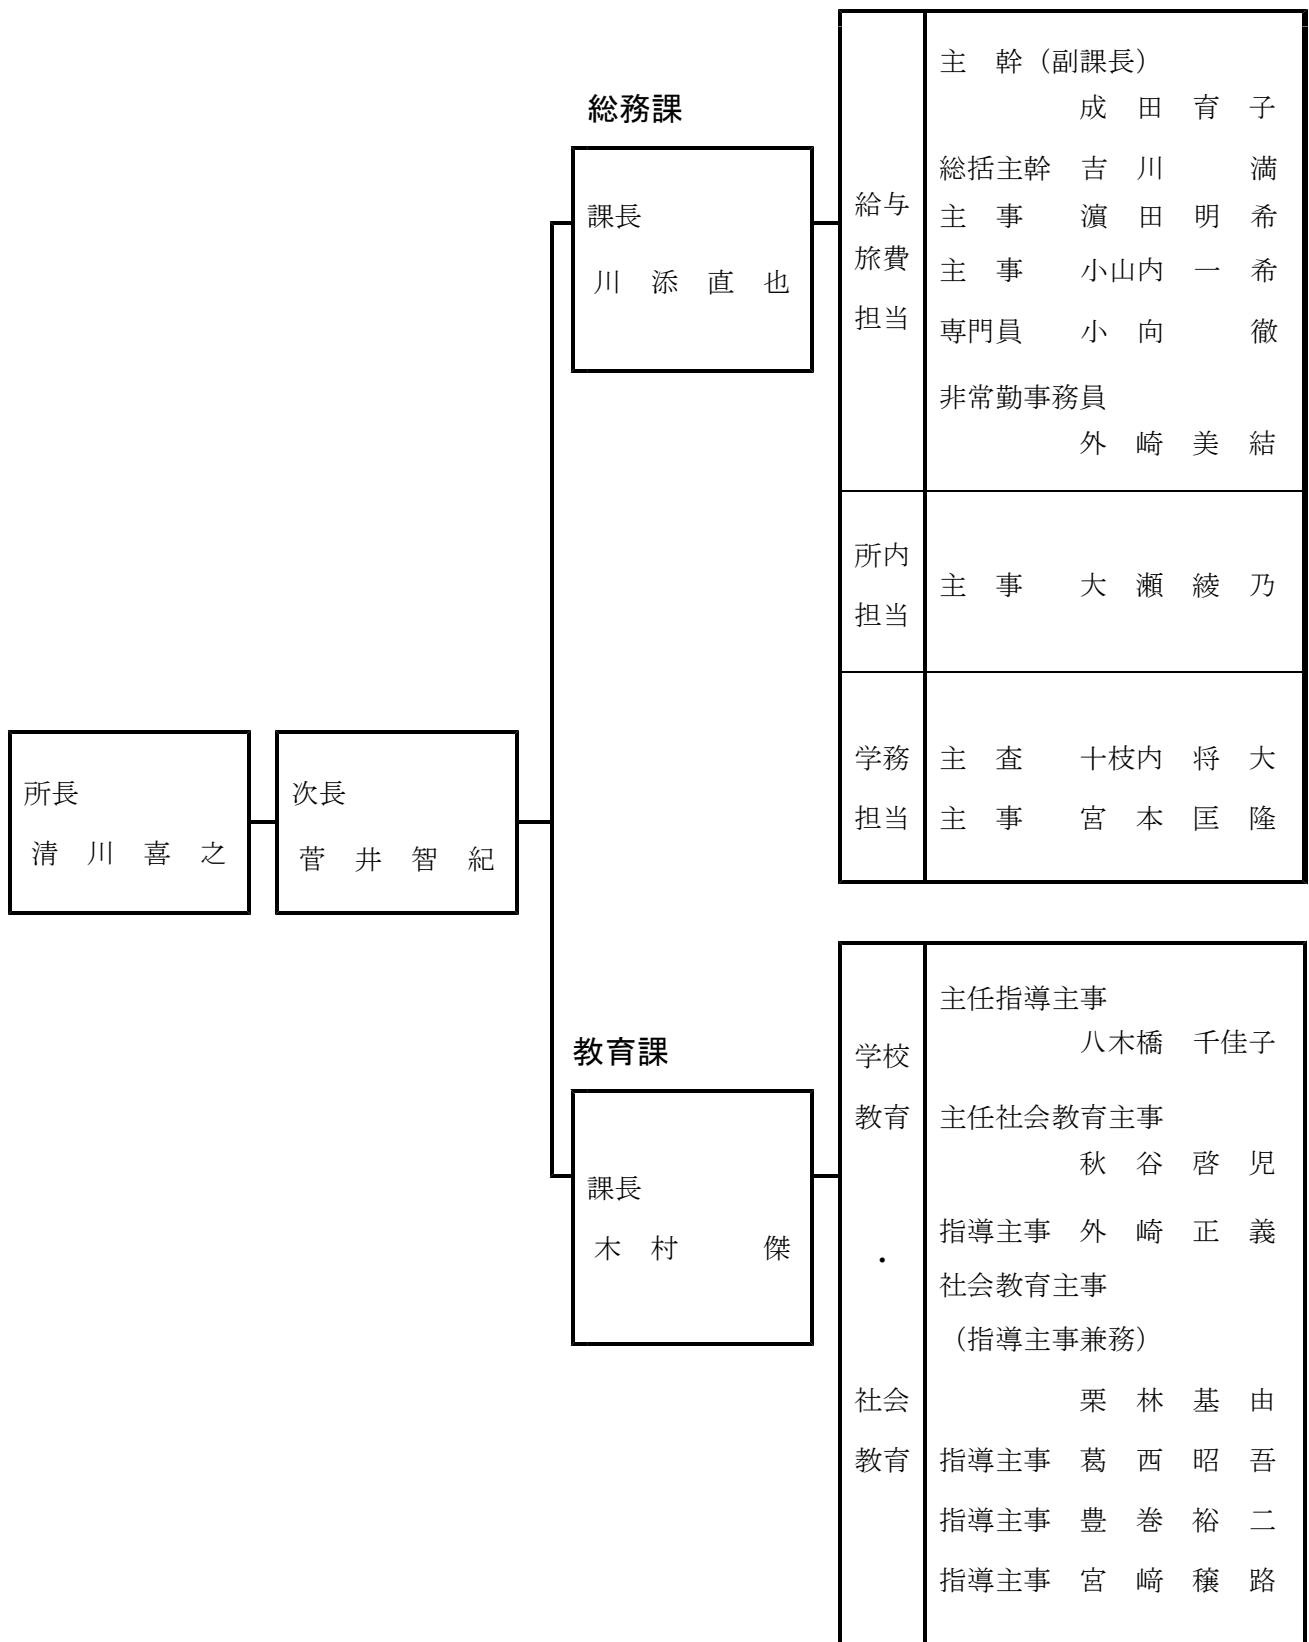 所長
清川喜之
次長
菅井智紀
総務課
課長
川添直也
給与
旅費
担当
主　幹（副課長）
成田育子
総括主幹　吉川　満
主　事　濵田明希
主　事　小山内一希
専門員　小向　徹
非常勤事務員
外崎美結
所内
担当
主　事　大瀬綾乃
学務
担当
主　査　十枝内将大
主　事　宮本匡隆
教育課
課長
木村　傑
学校
教育
・
社会
教育
主任指導主事
八木橋　千佳子
主任社会教育主事
秋谷啓児
指導主事　外崎正義
社会教育主事
（指導主事兼務）
栗林基由
指導主事　葛西昭吾
指導主事　豊巻裕二
指導主事　宮﨑穣路